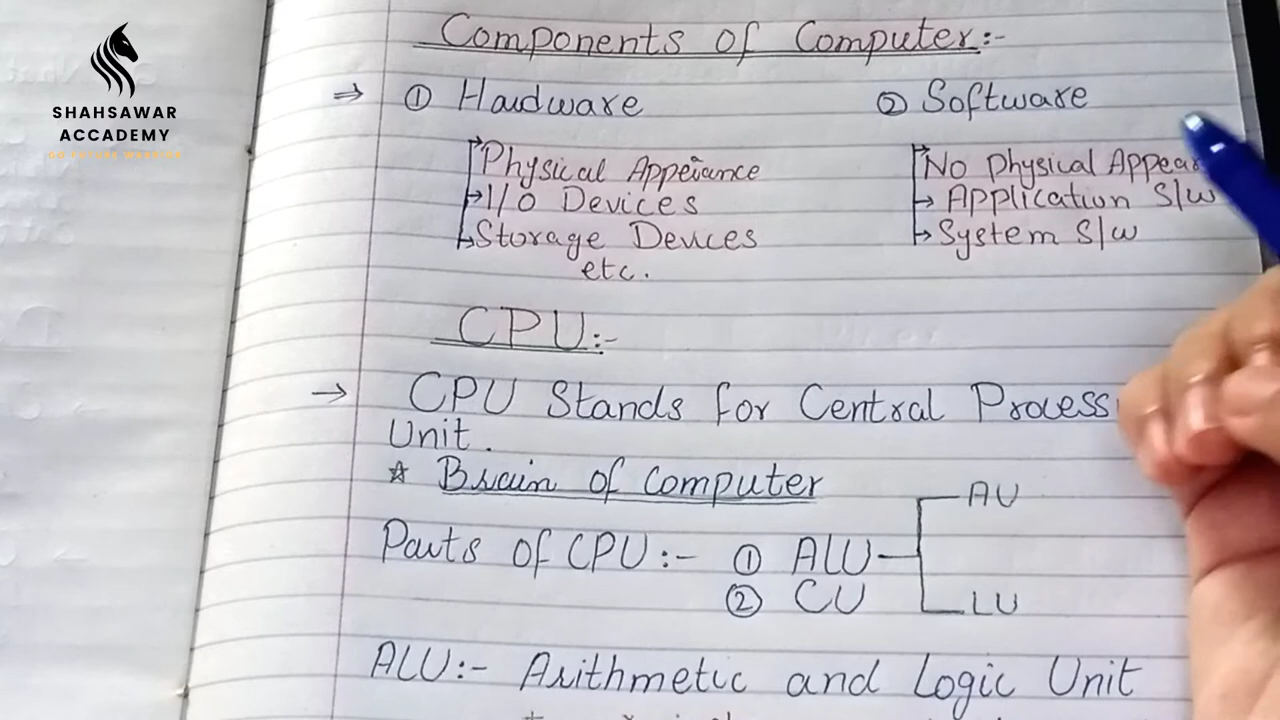 SHAHSAWAR
ACCADEMY
Components of Computer:-
⇒ ① Hardware ② Software
→ Physical Appeiance → No Physical Appear
→ I/O Devices → Application S/w
→ Storage Devices → System S/w
etc.
CPU:-
→ CPU Stands for Central Process
Unit.
☆ Brain of Computer
AU
Parts of CPU:- ① ALU
② CU LU
ALU:- Arithmetic and Logic Unit